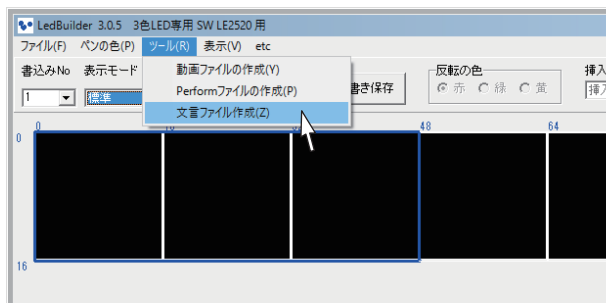 LedBuilder 3.0.5 3色LED専用 SW LE2520 用
ファイル(F) ペンの色(P) ツール(R) 表示(V) etc
書込みNo 表示モード 動画ファイルの作成(Y) 反転の色 挿入
1 標準 Performファイルの作成(P) 書き保存 赤 緑 黄 挿入
文言ファイル作成(Z)
0 48 64
0
16